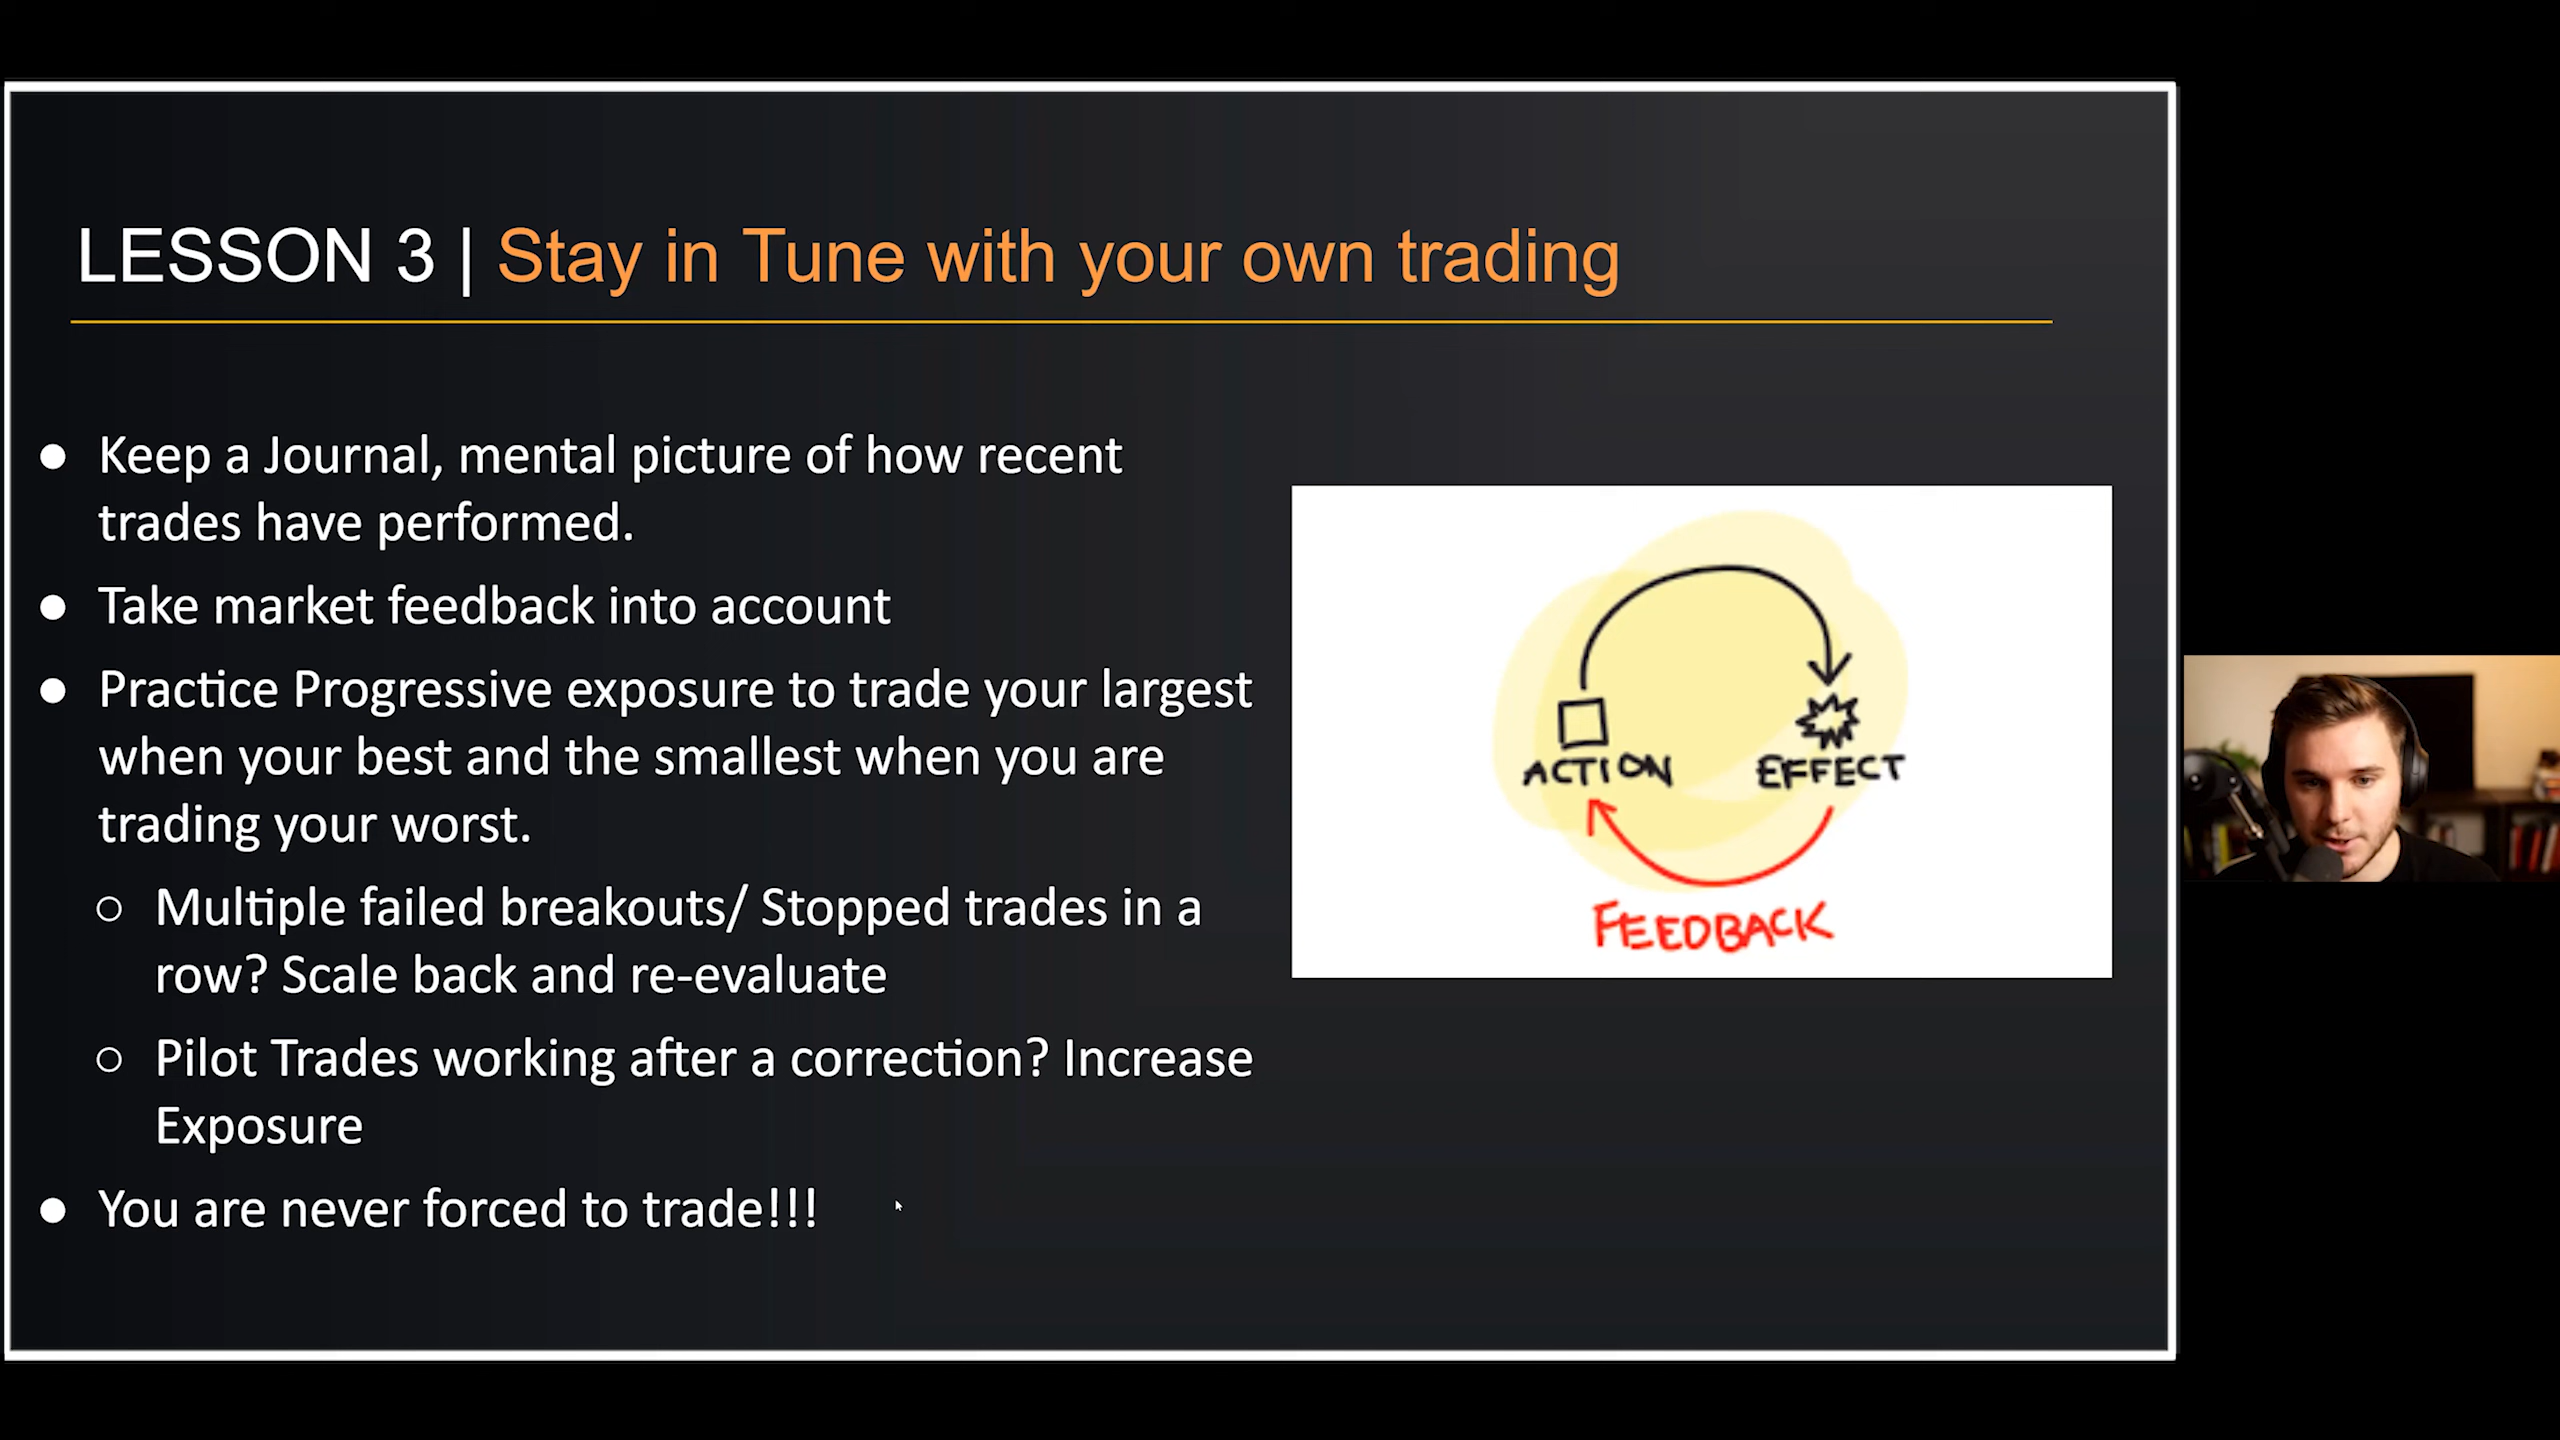 LESSON 3 | Stay in Tune with your own trading
● Keep a Journal, mental picture of how recent
trades have performed.
● Take market feedback into account
● Practice Progressive exposure to trade your largest
when your best and the smallest when you are
trading your worst.
○ Multiple failed breakouts/ Stopped trades in a
row? Scale back and re-evaluate
○ Pilot Trades working after a correction? Increase
Exposure
● You are never forced to trade!!!
ACTION
EFFECT
FEEDBACK